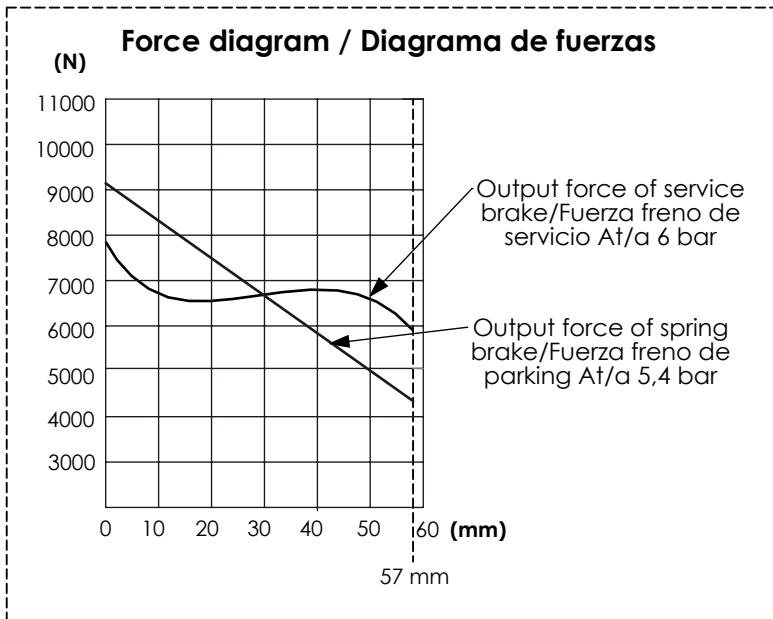 Force diagram / Diagrama de fuerzas
(N)
11000
10000
9000
8000
7000
6000
5000
4000
3000
0 10 20 30 40 50 60 (mm)
57 mm
Output force of service
brake/Fuerza freno de
servicio At/a 6 bar
Output force of spring
brake/Fuerza freno de
parking At/a 5,4 bar